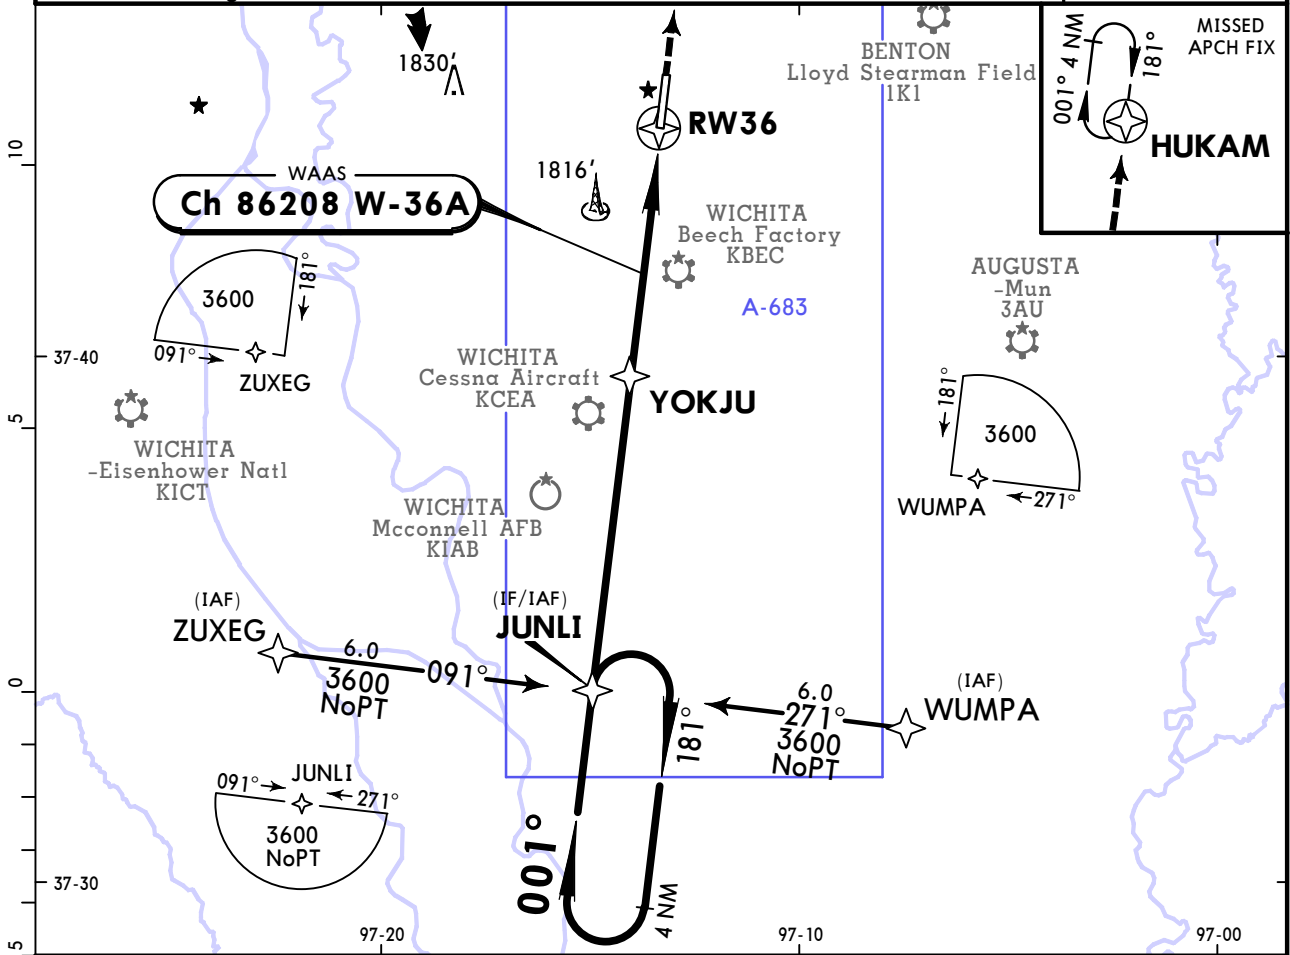 1830'
BENTON
Lloyd Stearman Field
1K1
001° 4 NM
181°
MISSED
APCH FIX
HUKAM
RW36
WAAS
Ch 86208 W-36A
1816'
WICHITA
Beech Factory
KBEC
A-683
AUGUSTA
-Mun
3AU
10
3600
181°
091°
ZUXEG
37-40
WICHITA
Cessna Aircraft
KCEA
YOKJU
181°
3600
271°
WUMPA
5
WICHITA
-Eisenhower Natl
KICT
WICHITA
Mcconnell AFB
KIAB
(IAF)
ZUXEG
6.0
3600
NoPT
091°
(IF/IAF)
JUNLI
181°
6.0
271°
3600
NoPT
(IAF)
WUMPA
0
JUNLI
091°
271°
3600
NoPT
001°
4 NM
37-30
5
97-20
97-10
97-00